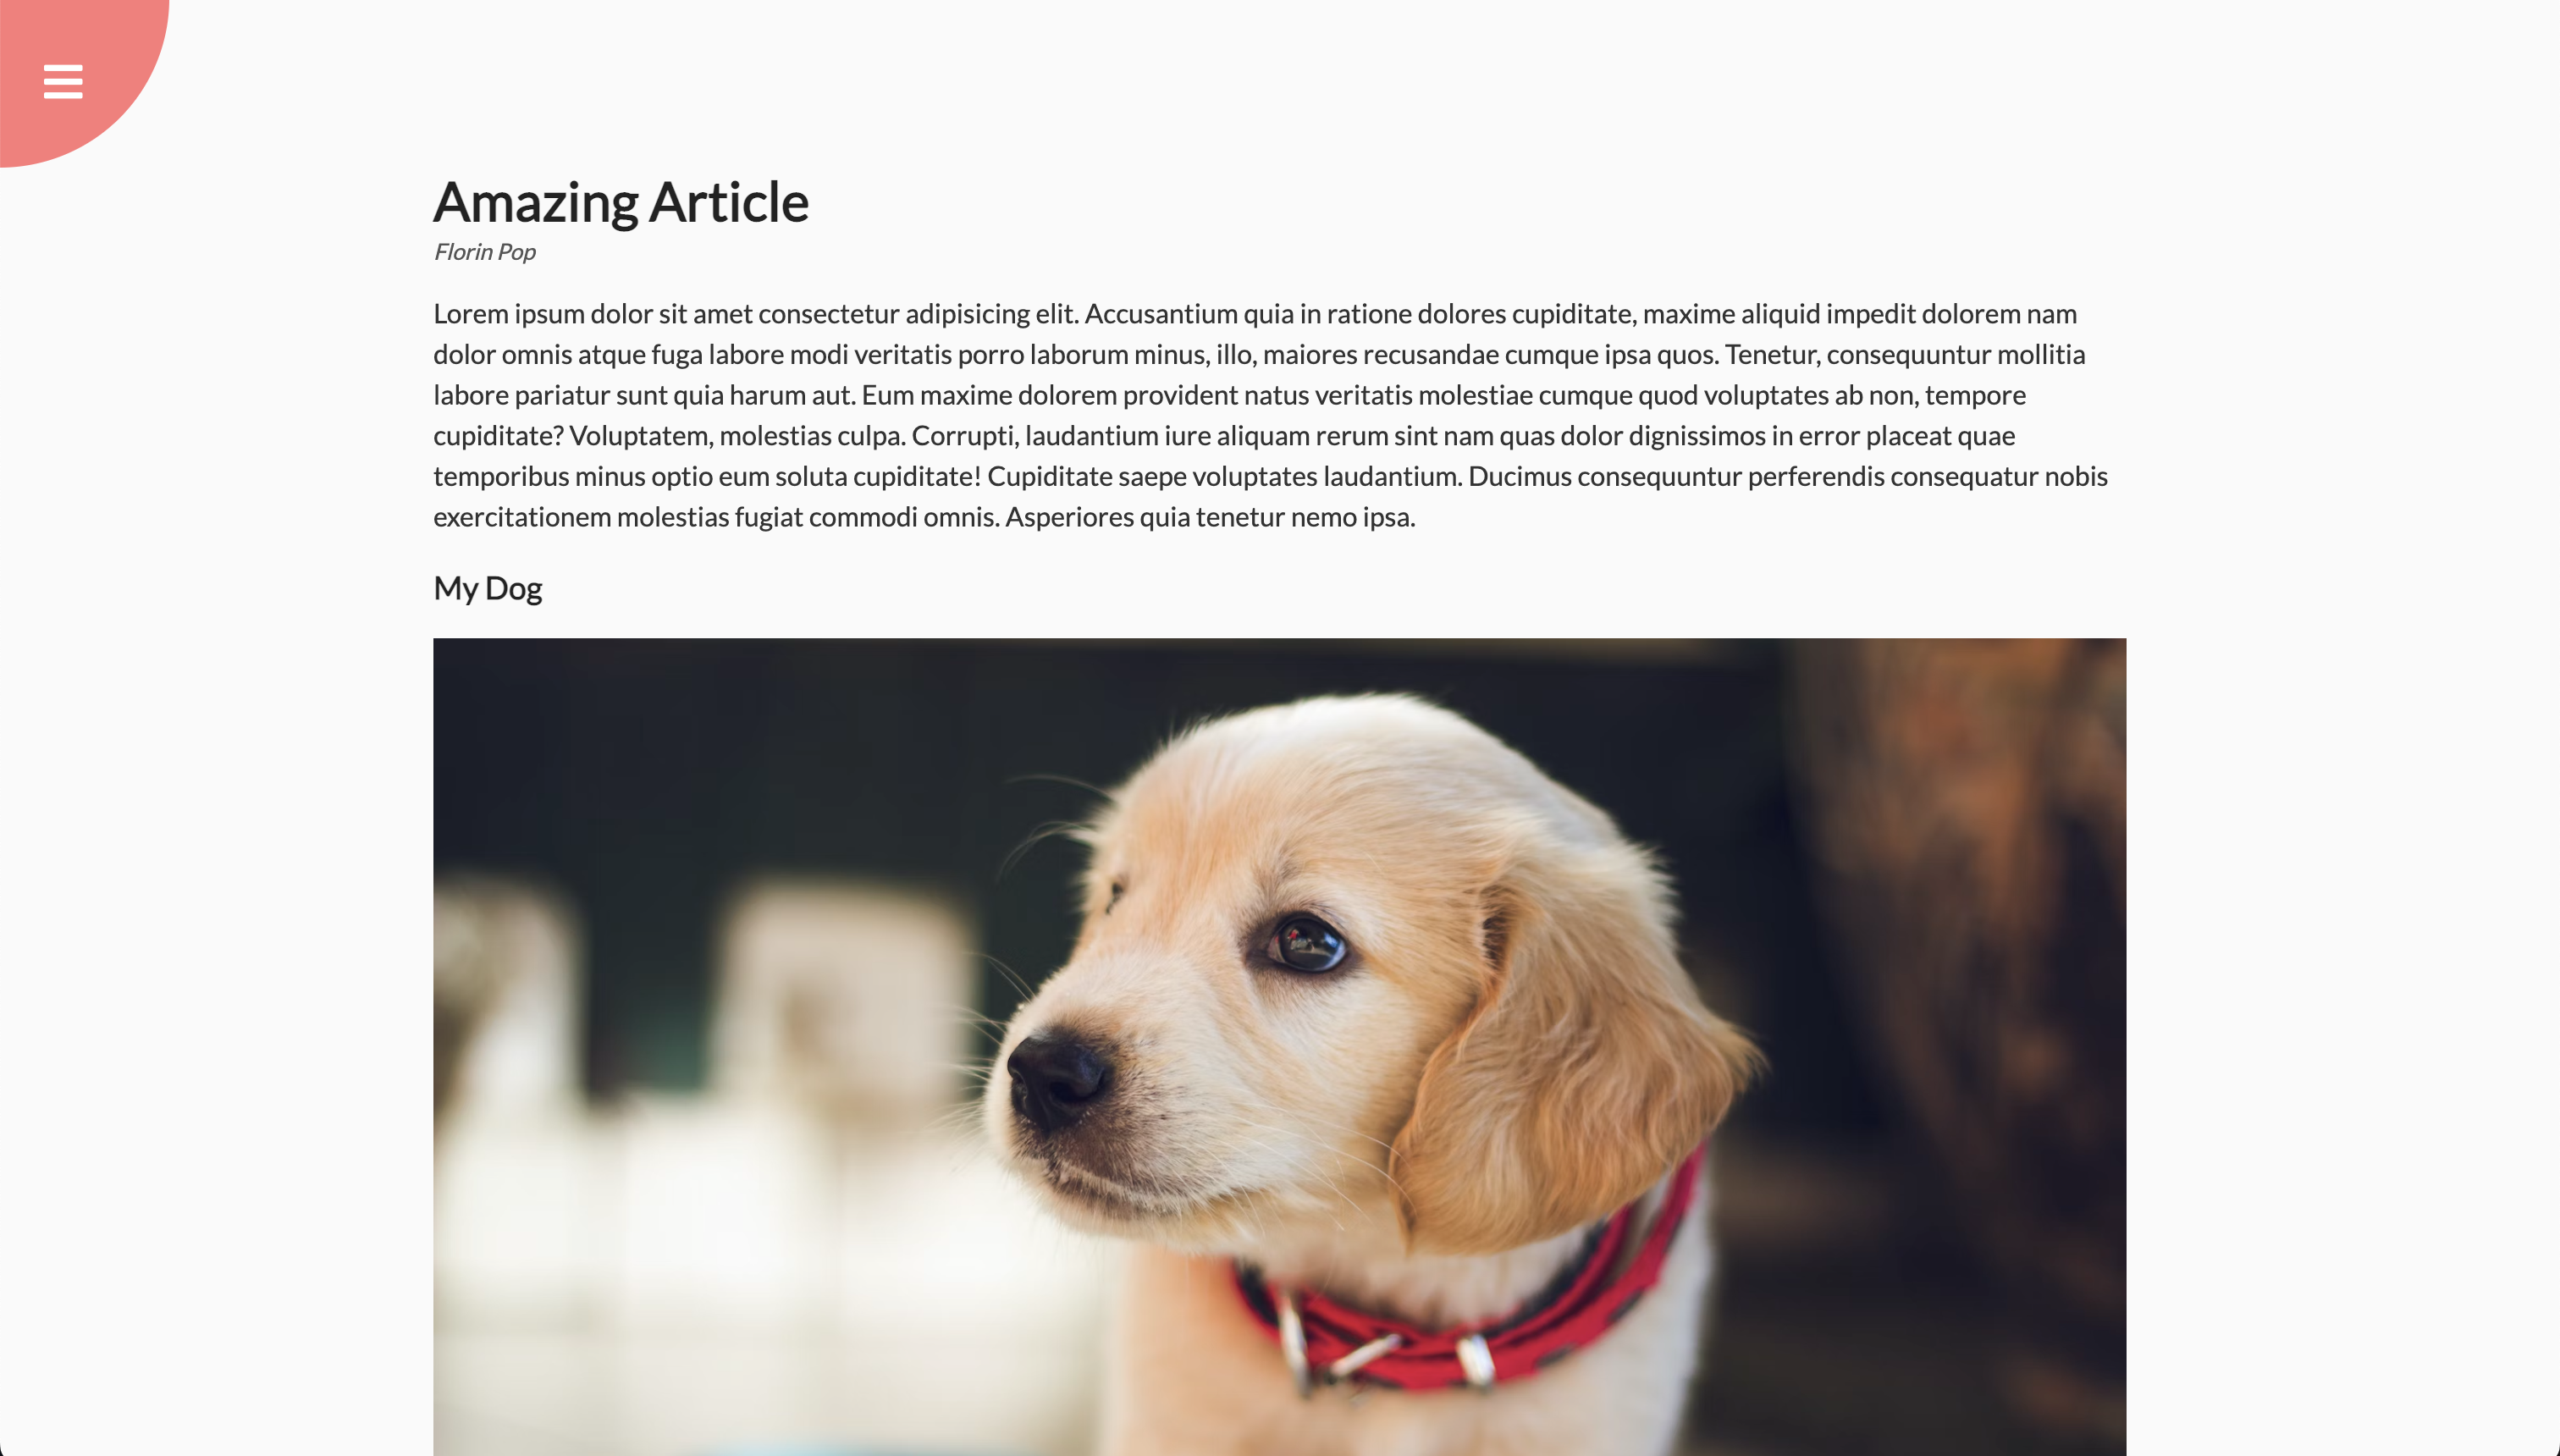 Amazing Article
Florin Pop
Lorem ipsum dolor sit amet consectetur adipisicing elit. Accusantium quia in ratione dolores cupiditate, maxime aliquid impedit dolorem nam
dolor omnis atque fuga labore modi veritatis porro laborum minus, illo, maiores recusandae cumque ipsa quos. Tenetur, consequuntur mollitia
labore pariatur sunt quia harum aut. Eum maxime dolorem provident natus veritatis molestiae cumque quod voluptates ab non, tempore
cupiditate? Voluptatem, molestias culpa. Corrupti, laudantium iure aliquam rerum sint nam quas dolor dignissimos in error placeat quae
temporibus minus optio eum soluta cupiditate! Cupiditate saepe voluptates laudantium. Ducimus consequuntur perferendis consequatur nobis
exercitationem molestias fugiat commodi omnis. Asperiores quia tenetur nemo ipsa.
My Dog